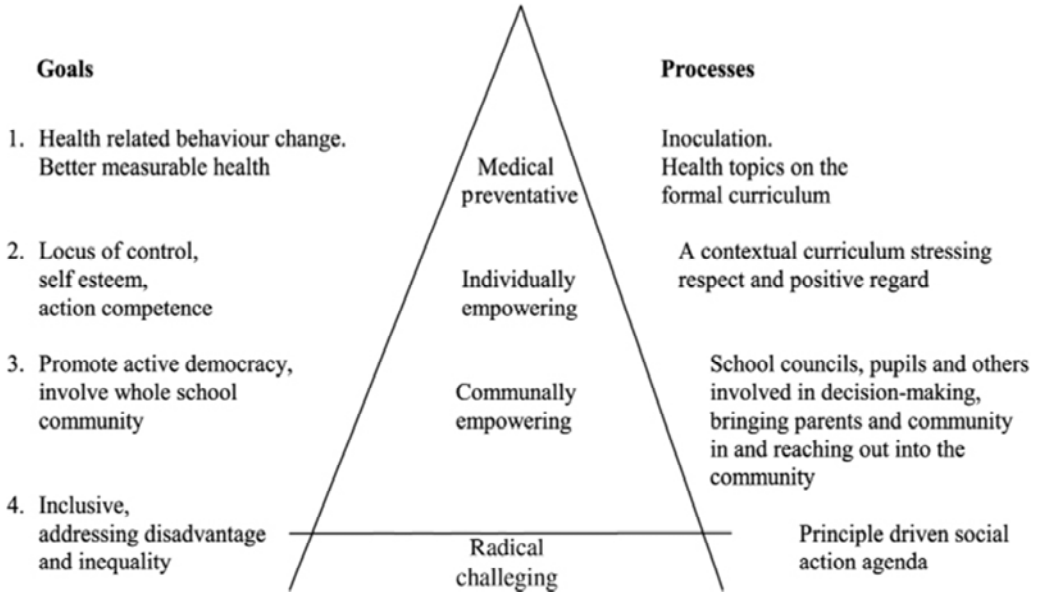 Goals
Processes
1. Health related behaviour change.
Better measurable health
Medical
preventative
Inoculation.
Health topics on the
formal curriculum
2. Locus of control,
self esteem,
action competence
Individually
empowering
A contextual curriculum stressing
respect and positive regard
3. Promote active democracy,
involve whole school
community
Communally
empowering
School councils, pupils and others
involved in decision-making,
bringing parents and community
in and reaching out into the
community
4. Inclusive,
addressing disadvantage
and inequality
Radical
challeging
Principle driven social
action agenda